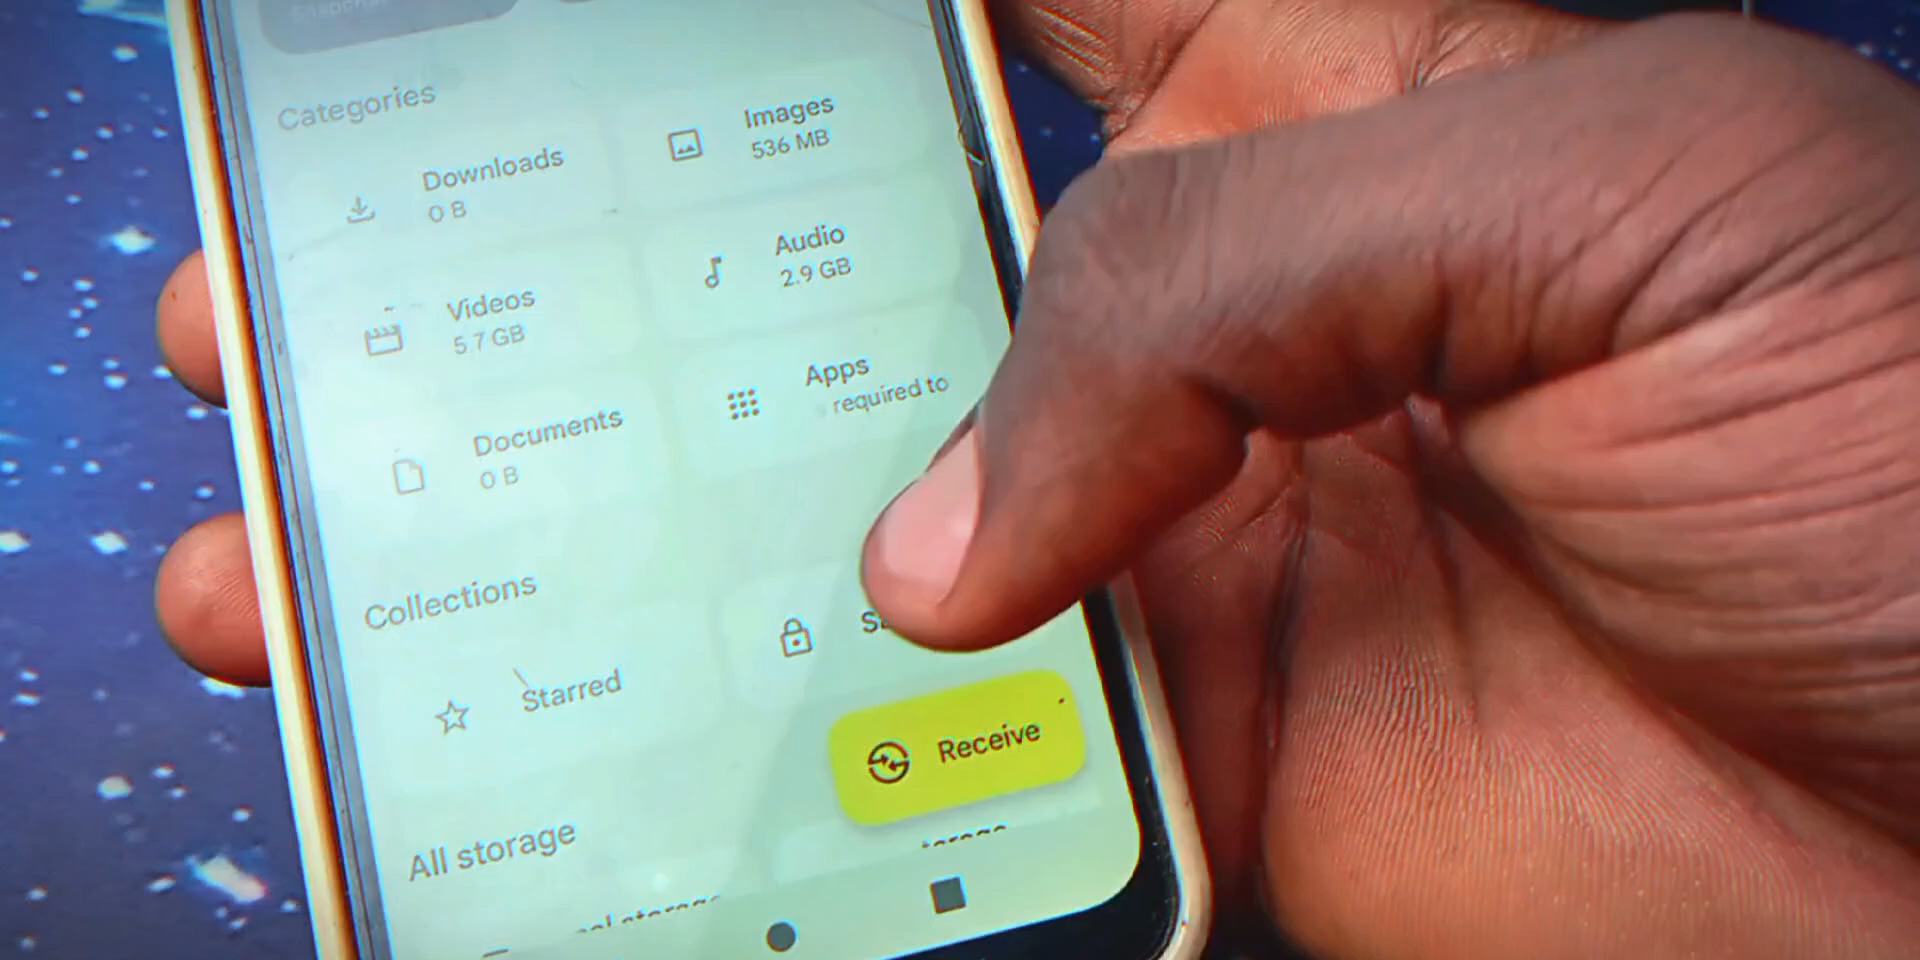 Snapchat
Categories
Downloads
0 B
Images
536 MB
Videos
5 7 GB
Audio
2.9 GB
Documents
0 B
Apps
required to
Collections
Starred
Receive
All storage